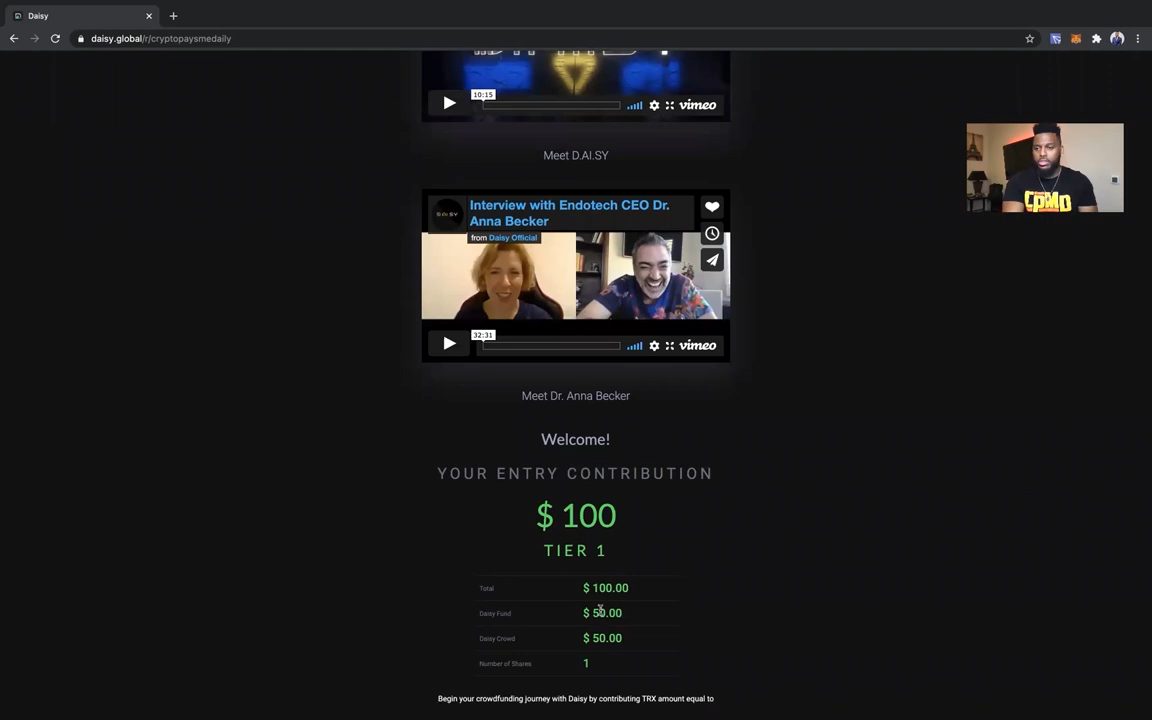 Daisy
daisy.global/r/cryptopaysmedaily
10:15
vimeo
Meet D.AI.SY
Interview with Endotech CEO Dr.
Anna Becker
from Daisy Official
32:31
vimeo
Meet Dr. Anna Becker
Welcome!
YOUR ENTRY CONTRIBUTION
$ 100
TIER 1
Total $ 100.00
Daisy Fund $ 50.00
Daisy Crowd $ 50.00
Number of Shares 1
Begin your crowdfunding journey with Daisy by contributing TRX amount equal to